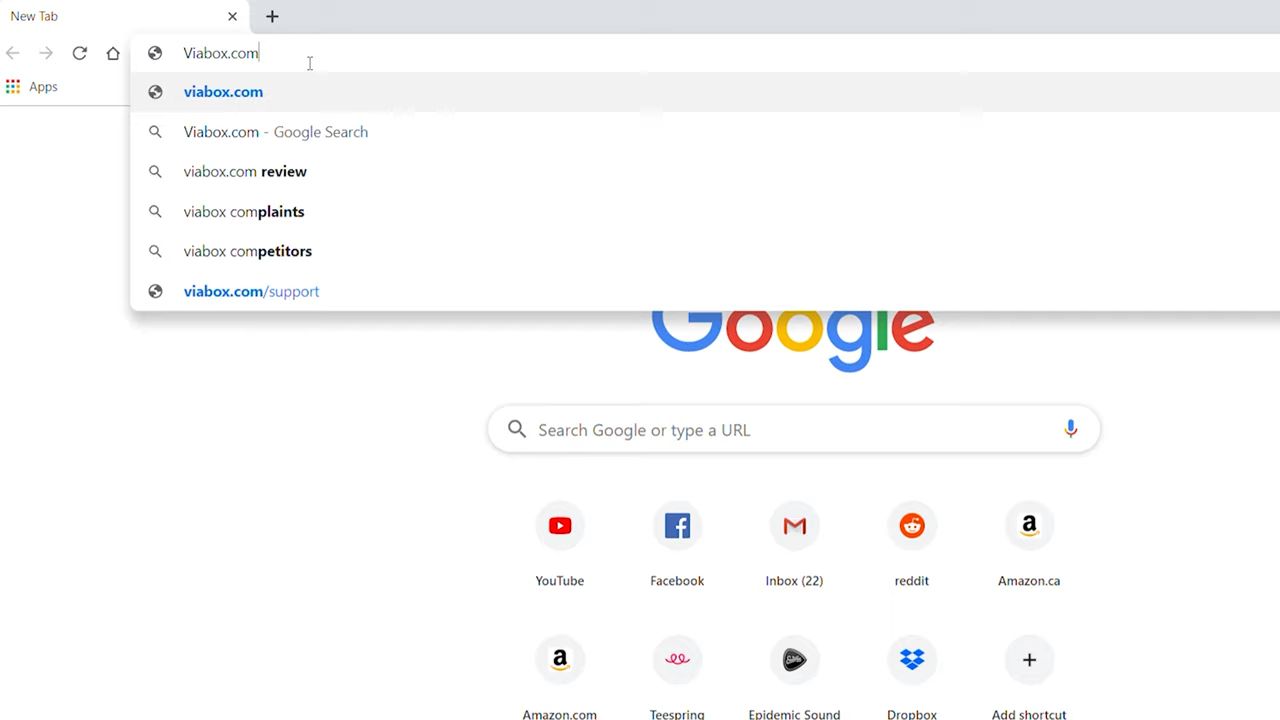 New Tab
Viabox.com
Apps
viabox.com
Viabox.com - Google Search
viabox.com review
viabox complaints
viabox competitors
viabox.com/support
Google
Search Google or type a URL
YouTube
Facebook
Inbox (22)
reddit
Amazon.ca
Amazon.com
Teespring
Epidemic Sound
Dropbox
Add shortcut